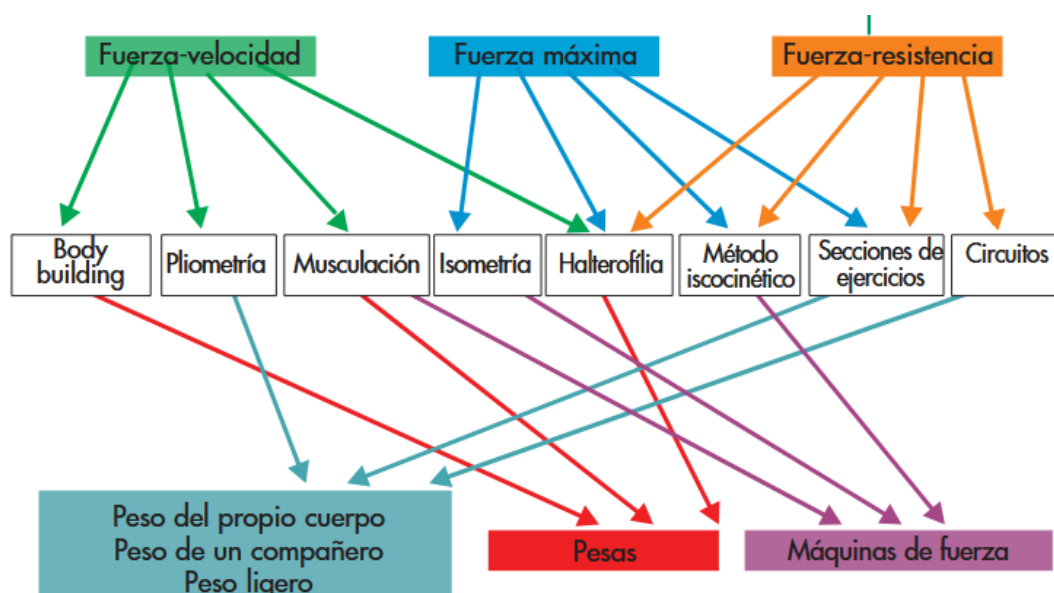 Fuerza-velocidad
Fuerza máxima
Fuerza-resistencia
Body
building
Pliometría
Musculación
Isometría
Halterofília
Método
iscocinético
Secciones de
ejercicios
Circuitos
Peso del propio cuerpo
Peso de un compañero
Peso ligero
Pesas
Máquinas de fuerza